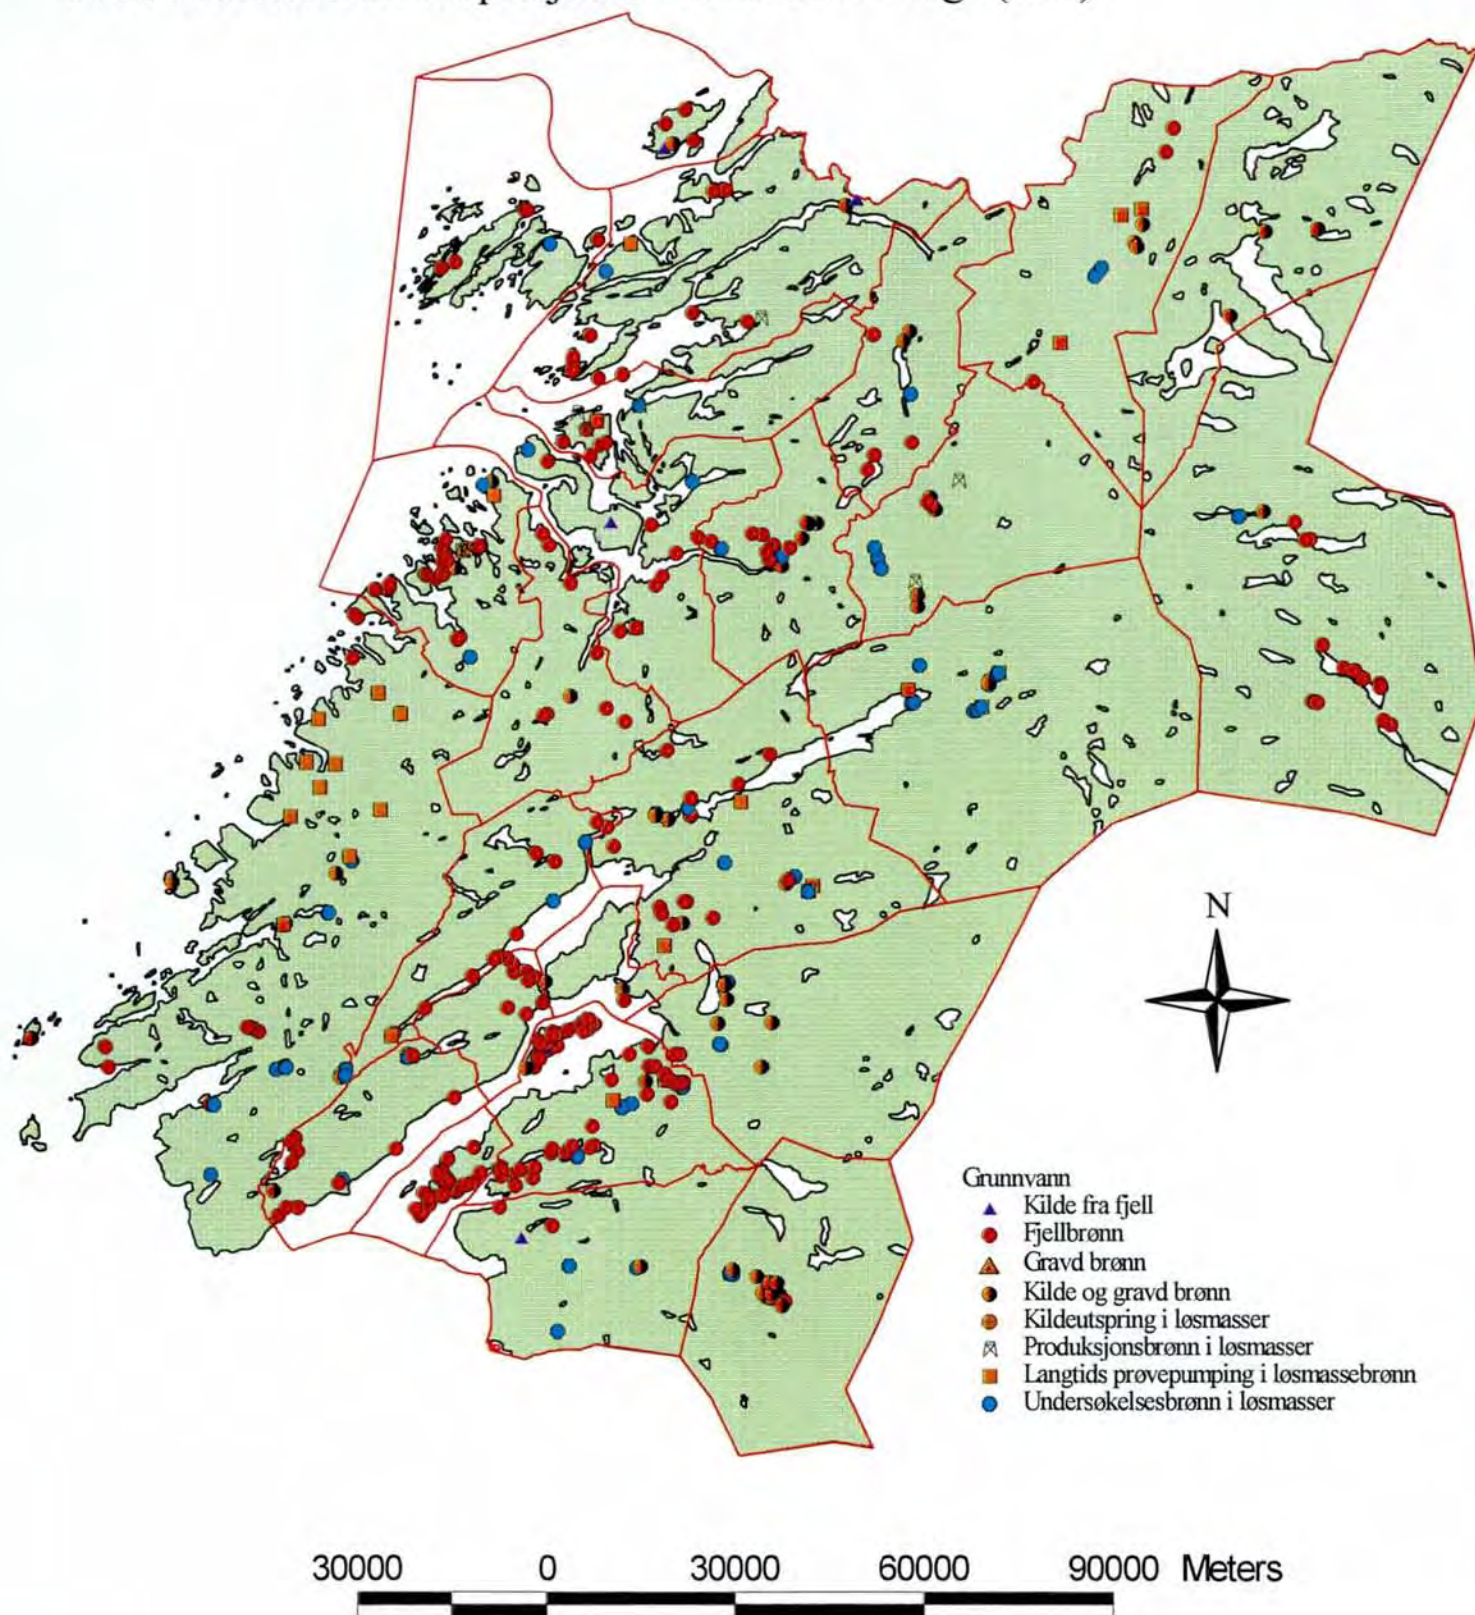 N
Grunnvann
Kilde fra fjell
Fjellbrønn
Gravd brønn
Kilde og gravd brønn
Kildeutspring i løsmasser
Produksjonsbrønn i løsmasser
Langtids prøvepumping i løsmassebrønn
Undersøkelsesbrønn i løsmasser
30000 0 30000 60000 90000 Meters